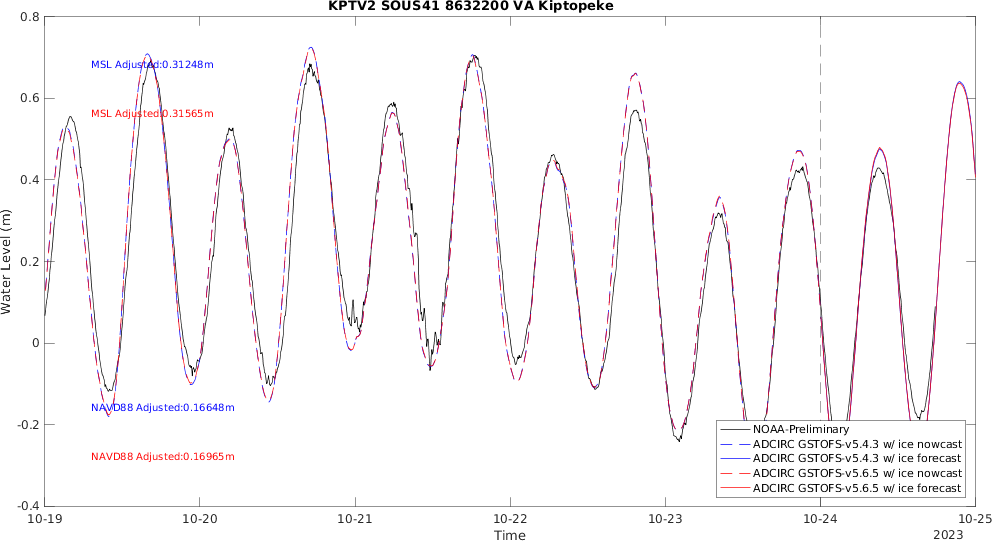 KPTV2 SOUS41 8632200 VA Kiptopeke
0.8
0.6
0.4
0.2
0
-0.2
-0.4
Water Level (m)
MSL Adjusted:0.31248m
MSL Adjusted:0.31565m
NAVD88 Adjusted:0.16648m
NAVD88 Adjusted:0.16965m
NOAA-Preliminary
ADCIRC GSTOFS-v5.4.3 w/ ice nowcast
ADCIRC GSTOFS-v5.4.3 w/ ice forecast
ADCIRC GSTOFS-v5.6.5 w/ ice nowcast
ADCIRC GSTOFS-v5.6.5 w/ ice forecast
10-19 10-20 10-21 10-22 10-23 10-24 10-25
Time
2023